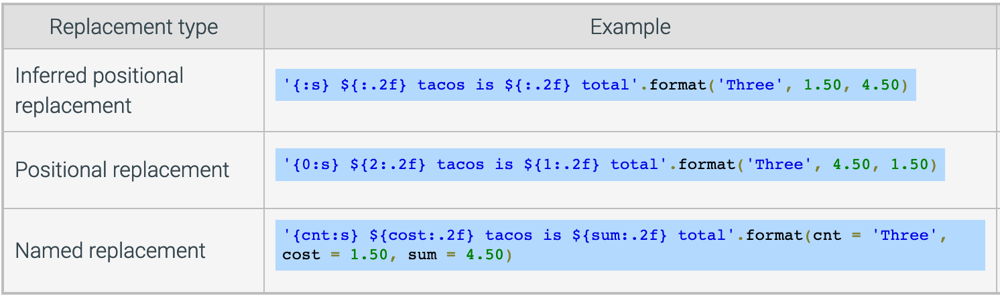 Replacement type Example
Inferred positional
replacement
'{:s} ${:.2f} tacos is ${:.2f} total'.format('Three', 1.50, 4.50)
Positional replacement
'{0:s} ${2:.2f} tacos is ${1:.2f} total'.format('Three', 4.50, 1.50)
Named replacement
'{cnt:s} ${cost:.2f} tacos is ${sum:.2f} total'.format(cnt = 'Three',
cost = 1.50, sum = 4.50)